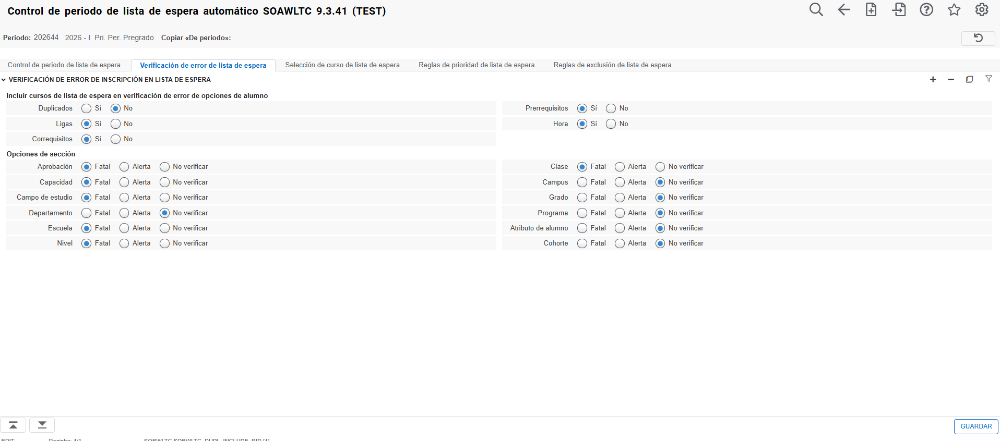 Control de periodo de lista de espera automático SOAWLTC 9.3.41 (TEST)
Periodo: 202644 2026 - I Pri. Per. Pregrado Copiar «De periodo»:
Control de periodo de lista de espera Verificación de error de lista de espera Selección de curso de lista de espera Reglas de prioridad de lista de espera Reglas de exclusión de lista de espera
VERIFICACIÓN DE ERROR DE INSCRIPCIÓN EN LISTA DE ESPERA
Incluir cursos de lista de espera en verificación de error de opciones de alumno
Duplicados Sí No Prerrequisitos Sí No
Ligas Sí No Hora Sí No
Correquisitos Sí No
Opciones de sección
Aprobación Fatal Alerta No verificar Clase Fatal Alerta No verificar
Capacidad Fatal Alerta No verificar Campus Fatal Alerta No verificar
Campo de estudio Fatal Alerta No verificar Grado Fatal Alerta No verificar
Departamento Fatal Alerta No verificar Programa Fatal Alerta No verificar
Escuela Fatal Alerta No verificar Atributo de alumno Fatal Alerta No verificar
Nivel Fatal Alerta No verificar Cohorte Fatal Alerta No verificar
GUARDAR
EDIT Registro: 1/1 SOBWLTC.SOBWLTC_DUPL_INCLUDE_IND [1]